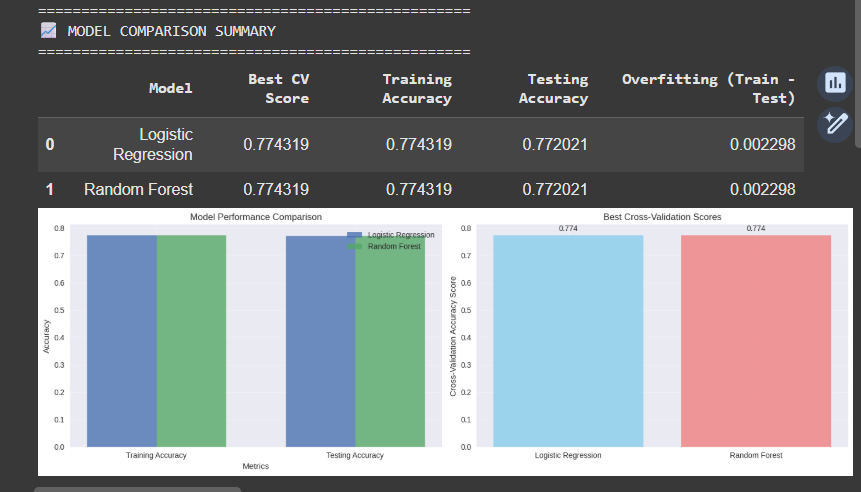 ==================================================
📈 MODEL COMPARISON SUMMARY
==================================================
Model Best CV Score Training Accuracy Testing Accuracy Overfitting (Train - Test)
0 Logistic Regression 0.774319 0.774319 0.772021 0.002298
1 Random Forest 0.774319 0.774319 0.772021 0.002298
Model Performance Comparison
Logistic Regression
Random Forest
Accuracy
0.8
0.7
0.6
0.5
0.4
0.3
0.2
0.1
0.0
Training Accuracy Testing Accuracy
Metrics
Best Cross-Validation Scores
Cross-Validation Accuracy Score
0.8
0.7
0.6
0.5
0.4
0.3
0.2
0.1
0.0
0.774 0.774
Logistic Regression Random Forest